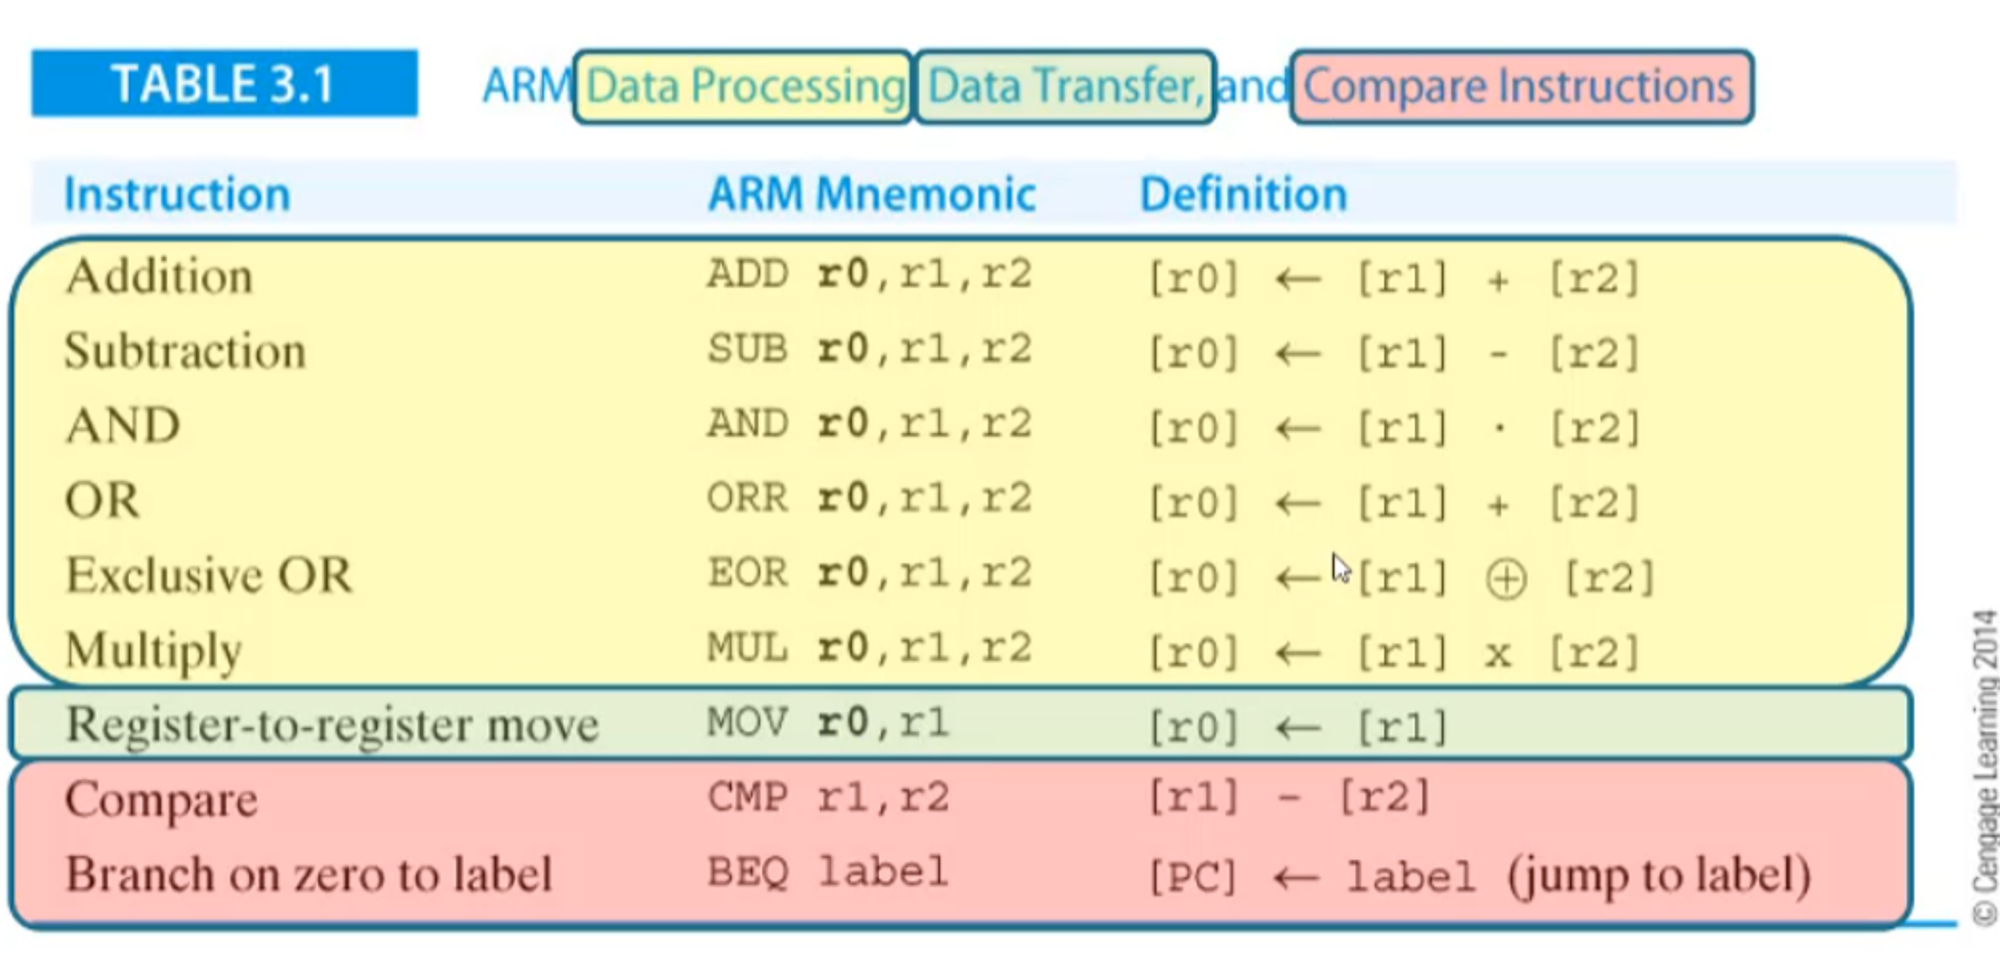 TABLE 3.1 ARM Data Processing Data Transfer, and Compare Instructions
Instruction ARM Mnemonic Definition
Addition ADD r0,r1,r2 [r0] ← [r1] + [r2]
Subtraction SUB r0,r1,r2 [r0] ← [r1] - [r2]
AND AND r0,r1,r2 [r0] ← [r1] · [r2]
OR ORR r0,r1,r2 [r0] ← [r1] + [r2]
Exclusive OR EOR r0,r1,r2 [r0] ← [r1] ⊕ [r2]
Multiply MUL r0,r1,r2 [r0] ← [r1] x [r2]
Register-to-register move MOV r0,r1 [r0] ← [r1]
Compare CMP r1,r2 [r1] - [r2]
Branch on zero to label BEQ label [PC] ← label (jump to label)
© Cengage Learning 2014